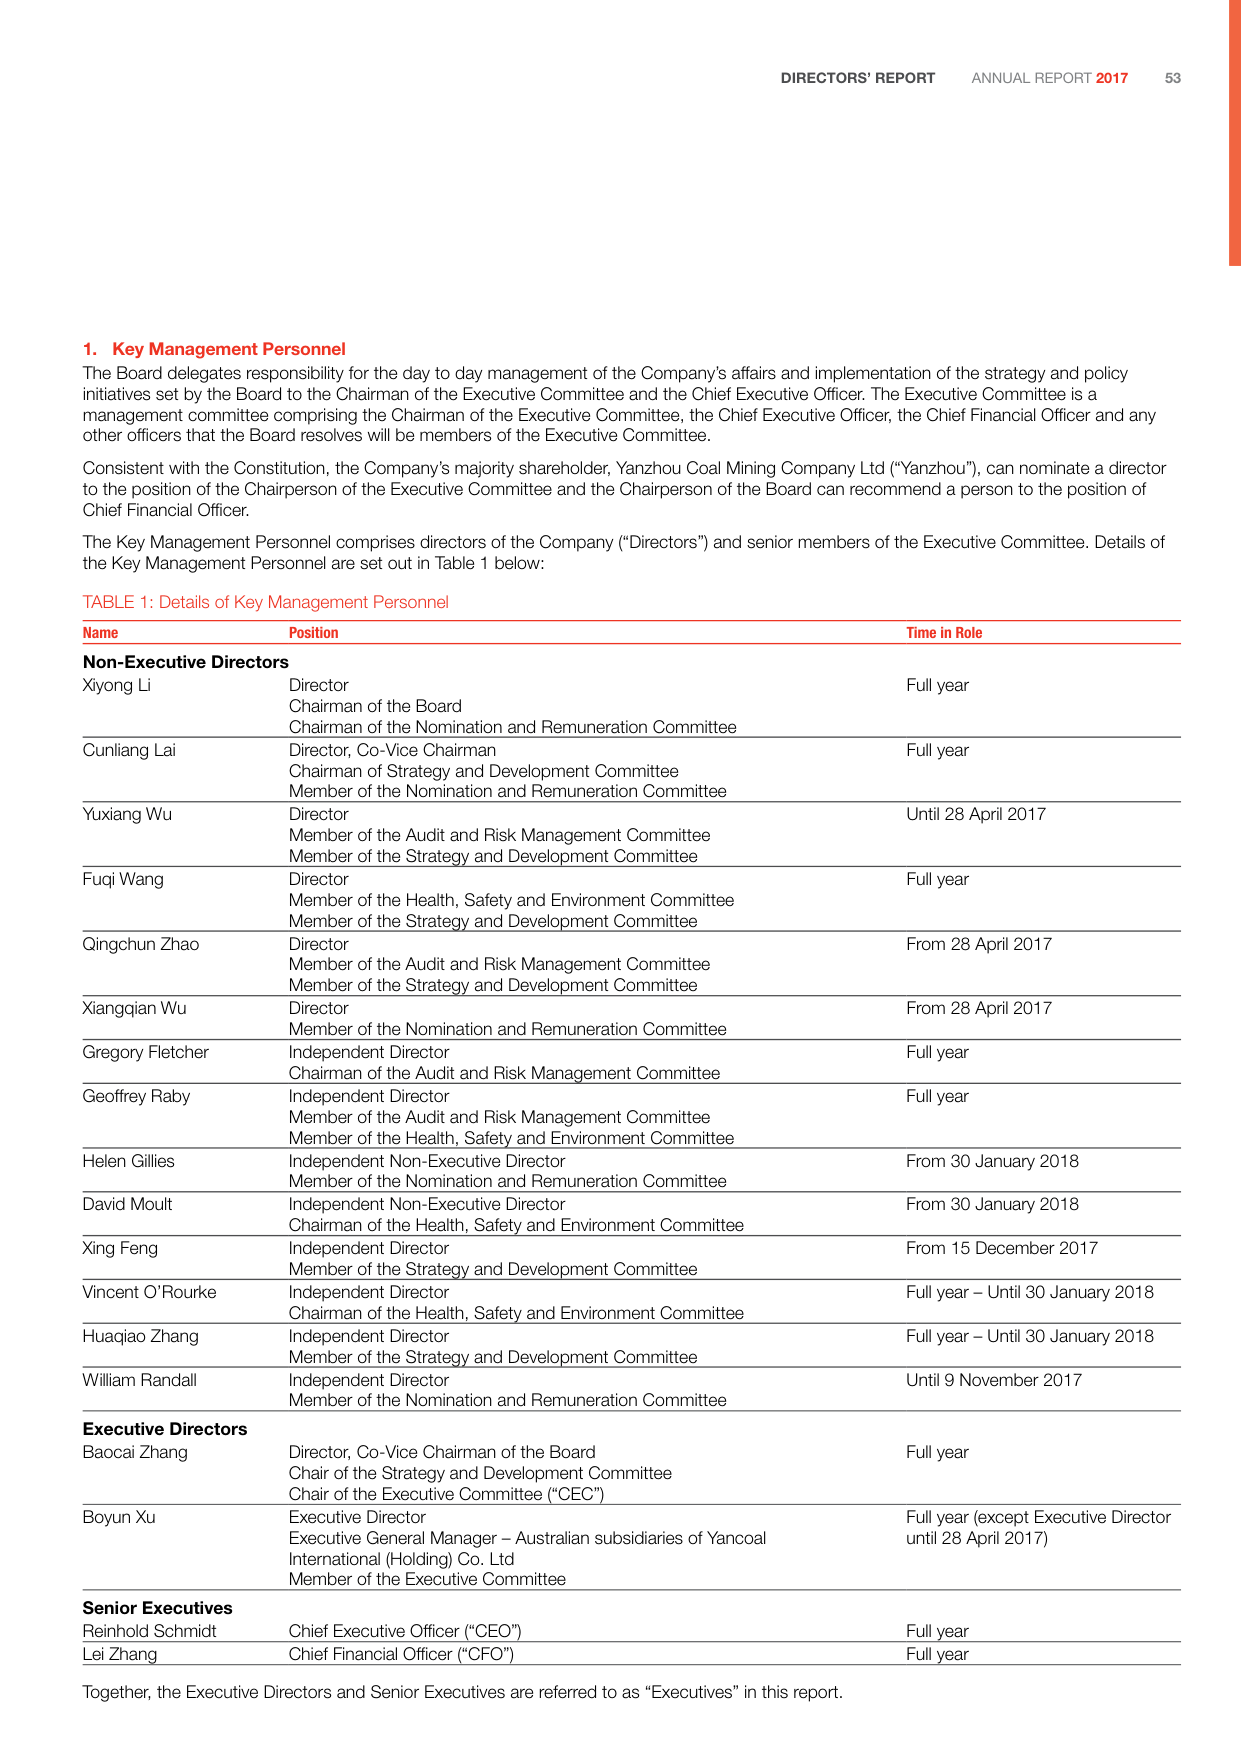 DIRECTORS' REPORT ANNUAL REPORT 2017 53
1. Key Management Personnel
The Board delegates responsibility for the day to day management of the Company's affairs and implementation of the strategy and policy
initiatives set by the Board to the Chairman of the Executive Committee and the Chief Executive Officer. The Executive Committee is a
management committee comprising the Chairman of the Executive Committee, the Chief Executive Officer, the Chief Financial Officer and any
other officers that the Board resolves will be members of the Executive Committee.
Consistent with the Constitution, the Company's majority shareholder, Yanzhou Coal Mining Company Ltd (“Yanzhou”), can nominate a director
to the position of the Chairperson of the Executive Committee and the Chairperson of the Board can recommend a person to the position of
Chief Financial Officer.
The Key Management Personnel comprises directors of the Company (“Directors”) and senior members of the Executive Committee. Details of
the Key Management Personnel are set out in Table 1 below:
TABLE 1: Details of Key Management Personnel
Name Position Time in Role
Non-Executive Directors
Xiyong Li Director Full year
Chairman of the Board
Chairman of the Nomination and Remuneration Committee
Cunliang Lai Director, Co-Vice Chairman Full year
Chairman of Strategy and Development Committee
Member of the Nomination and Remuneration Committee
Yuxiang Wu Director Until 28 April 2017
Member of the Audit and Risk Management Committee
Member of the Strategy and Development Committee
Fuqi Wang Director Full year
Member of the Health, Safety and Environment Committee
Member of the Strategy and Development Committee
Qingchun Zhao Director From 28 April 2017
Member of the Audit and Risk Management Committee
Member of the Strategy and Development Committee
Xiangqian Wu Director From 28 April 2017
Member of the Nomination and Remuneration Committee
Gregory Fletcher Independent Director Full year
Chairman of the Audit and Risk Management Committee
Geoffrey Raby Independent Director Full year
Member of the Audit and Risk Management Committee
Member of the Health, Safety and Environment Committee
Helen Gillies Independent Non-Executive Director From 30 January 2018
Member of the Nomination and Remuneration Committee
David Moult Independent Non-Executive Director From 30 January 2018
Chairman of the Health, Safety and Environment Committee
Xing Feng Independent Director From 15 December 2017
Member of the Strategy and Development Committee
Vincent O'Rourke Independent Director Full year – Until 30 January 2018
Chairman of the Health, Safety and Environment Committee
Huaqiao Zhang Independent Director Full year – Until 30 January 2018
Member of the Strategy and Development Committee
William Randall Independent Director Until 9 November 2017
Member of the Nomination and Remuneration Committee
Executive Directors
Baocai Zhang Director, Co-Vice Chairman of the Board Full year
Chair of the Strategy and Development Committee
Chair of the Executive Committee (“CEC”)
Boyun Xu Executive Director Full year (except Executive Director
Executive General Manager – Australian subsidiaries of Yancoal until 28 April 2017)
International (Holding) Co. Ltd
Member of the Executive Committee
Senior Executives
Reinhold Schmidt Chief Executive Officer (“CEO”) Full year
Lei Zhang Chief Financial Officer (“CFO”) Full year
Together, the Executive Directors and Senior Executives are referred to as “Executives” in this report.